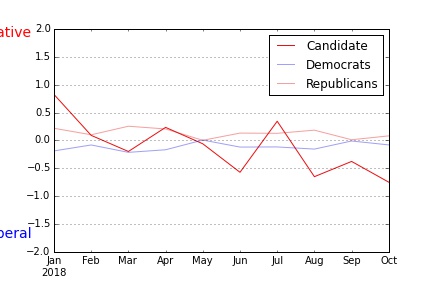 ative
2.0
1.5
1.0
0.5
0.0
−0.5
−1.0
−1.5
−2.0
beral
Candidate
Democrats
Republicans
Jan Feb Mar Apr May Jun Jul Aug Sep Oct
2018